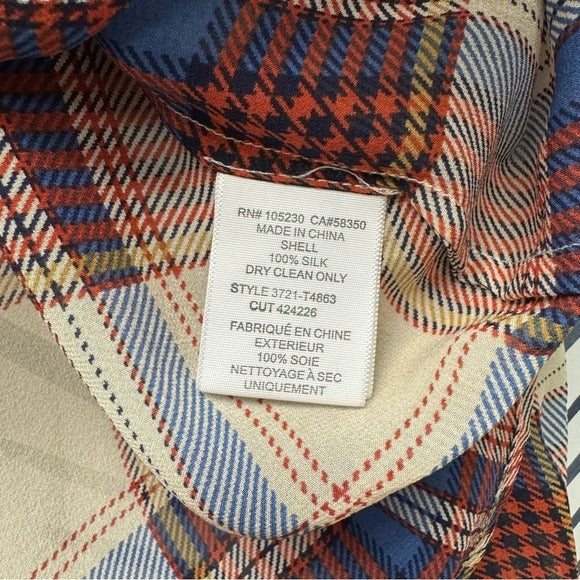 RN# 105230 CA#58350
MADE IN CHINA
SHELL
100% SILK
DRY CLEAN ONLY
STYLE 3721-T4863
CUT 424226
FABRIQUÉ EN CHINE
EXTERIEUR
100% SOIE
NETTOYAGE À SEC
UNIQUEMENT